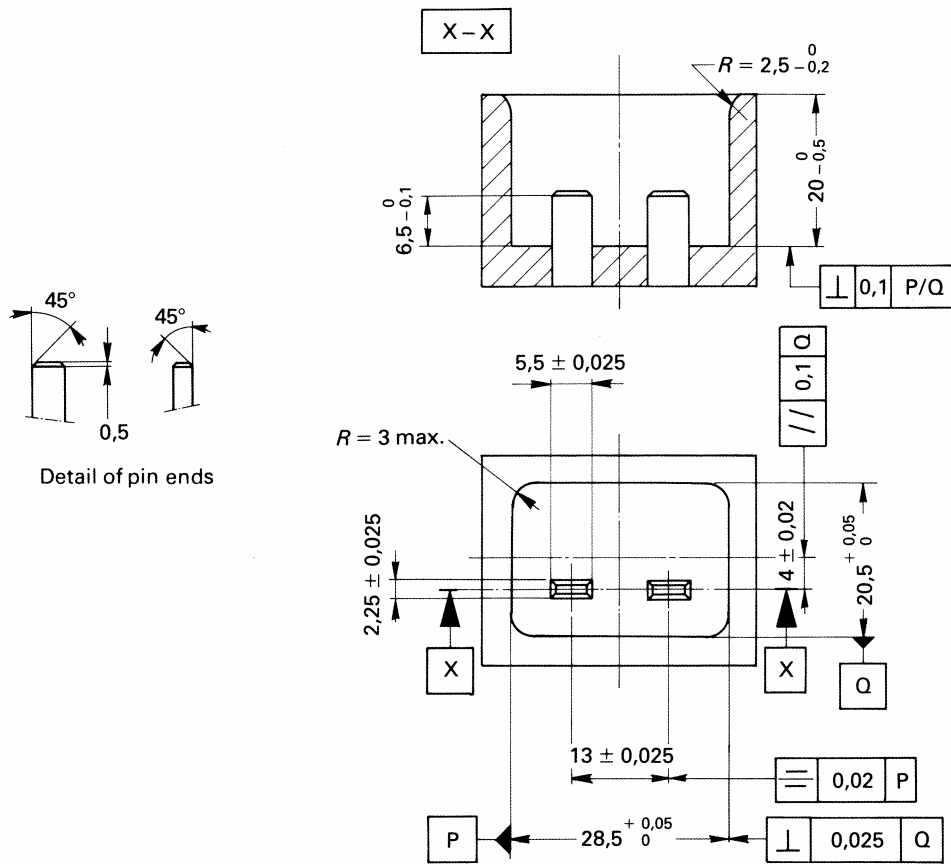 X – X
R = 2,5 0 – 0,2
6,5 0 – 0,1
20 0 – 0,5
⊥ 0,1 P/Q
45°
45°
0,5
Detail of pin ends
5,5 ± 0,025
// 0,1 Q
R = 3 max.
2,25 ± 0,025
4 ± 0,02
20,5 + 0,05 0
X
X
Q
13 ± 0,025
0,02 P
P
28,5 + 0,05 0
⊥ 0,025 Q